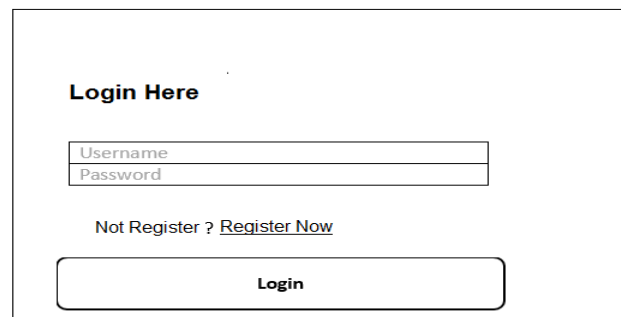 Login Here
Username
Password
Not Register ? Register Now
Login